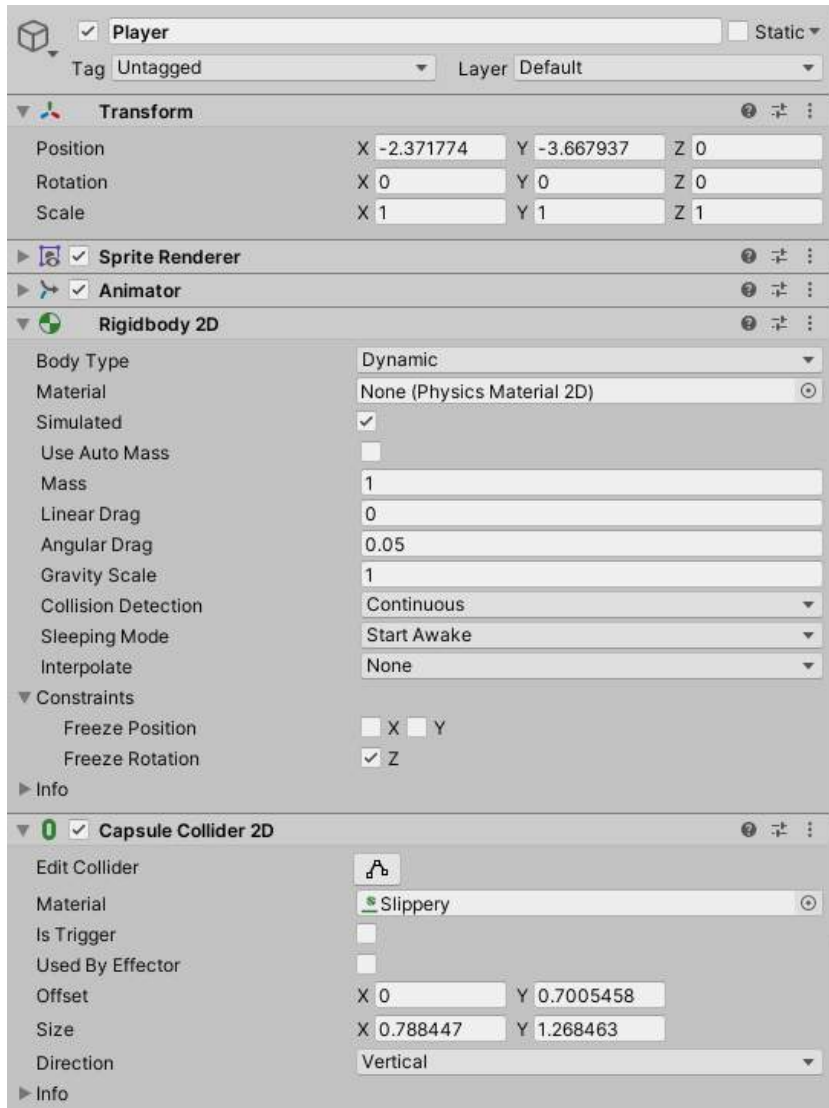 Player Static
Tag Untagged Layer Default
Transform
Position X -2.371774 Y -3.667937 Z 0
Rotation X 0 Y 0 Z 0
Scale X 1 Y 1 Z 1
Sprite Renderer
Animator
Rigidbody 2D
Body Type Dynamic
Material None (Physics Material 2D)
Simulated
Use Auto Mass
Mass 1
Linear Drag 0
Angular Drag 0.05
Gravity Scale 1
Collision Detection Continuous
Sleeping Mode Start Awake
Interpolate None
Constraints
Freeze Position X Y
Freeze Rotation Z
Info
Capsule Collider 2D
Edit Collider
Material Slippery
Is Trigger
Used By Effector
Offset X 0 Y 0.7005458
Size X 0.788447 Y 1.268463
Direction Vertical
Info